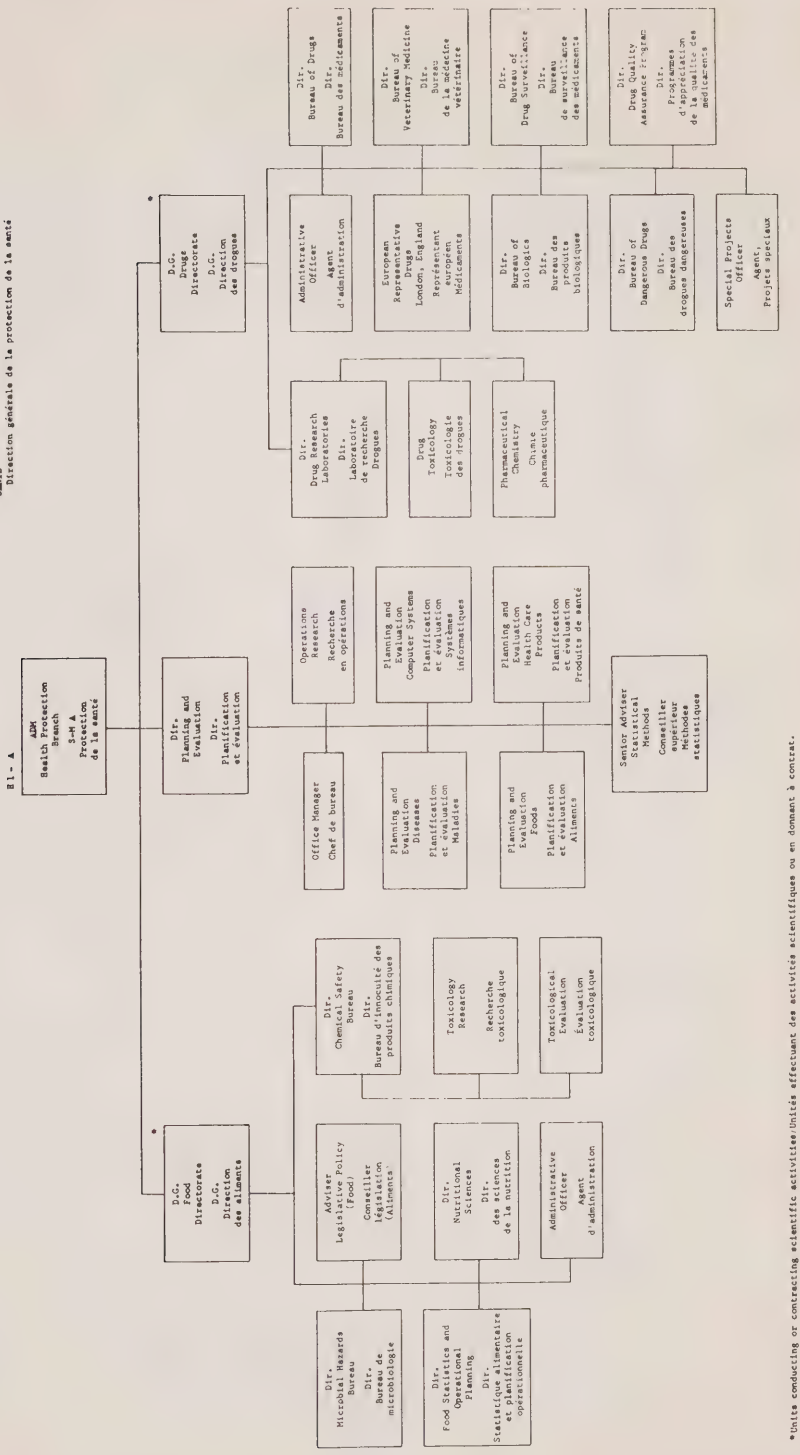 Direction générale de la protection de la santé
E1 - A
ADM
Health Protection
Branch
S-M A
Protection
de la santé
*
D.G.
Food
Directorate
D.G.
Direction
des aliments
Dir.
Planning and
Evaluation
Dir.
Planification
et évaluation
*
D.G.
Drugs
Directorate
D.G.
Direction
des drogues
Dir.
Microbial Hazards
Bureau
Dir.
Bureau de
microbiologie
Dir.
Food Statistics and
Operational
Planning
Dir.
Statistique alimentaire
et planification
opérationnelle
Adviser
Legislative Policy
(Food)
Conseiller
législation
(Aliments)
Dir.
Nutritional
Sciences
Dir.
des sciences
de la nutrition
Administrative
Officer
Agent
d'administration
Dir.
Chemical Safety
Bureau
Dir.
Bureau d'innocuité des
produits chimiques
Toxicology
Research
Recherche
toxicologique
Toxicological
Evaluation
Évaluation
toxicologique
Office Manager
Chef de bureau
Planning and
Evaluation
Diseases
Planification
et évaluation
Maladies
Planning and
Evaluation
Foods
Planification
et évaluation
Aliments
Operations
Research
Recherche
en opérations
Planning and
Evaluation
Computer Systems
Planification
et évaluation
Systèmes
informatiques
Planning and
Evaluation
Health Care
Products
Planification
et évaluation
Produits de santé
Senior Adviser
Statistical
Methods
Conseiller
supérieur
Méthodes
statistiques
Dir.
Drug Research
Laboratories
Dir.
Laboratoire
de recherche
Drogues
Drug
Toxicology
Toxicologie
des drogues
Pharmaceutical
Chemistry
Chimie
pharmaceutique
Administrative
Officer
Agent
d'administration
European
Representative
Drugs
London, England
Représentant
européen
Médicaments
Dir.
Bureau of
Biologics
Dir.
Bureau des
produits
biologiques
Dir.
Bureau of
Dangerous Drugs
Dir.
Bureau des
drogues dangereuses
Special Projects
Officer
Agent,
Projets spéciaux
Dir.
Bureau of Drugs
Dir.
Bureau des médicaments
Dir.
Bureau of
Veterinary Medicine
Dir.
Bureau
de la médecine
vétérinaire
Dir.
Bureau of
Drug Surveillance
Dir.
Bureau
de surveillance
des médicaments
Dir.
Drug Quality
Assurance Program
Dir.
Programmes
d'appréciation
de la qualité des
médicaments
*Units conducting or contracting scientific activities/Unités effectuant des activités scientifiques ou en donnant à contrat.